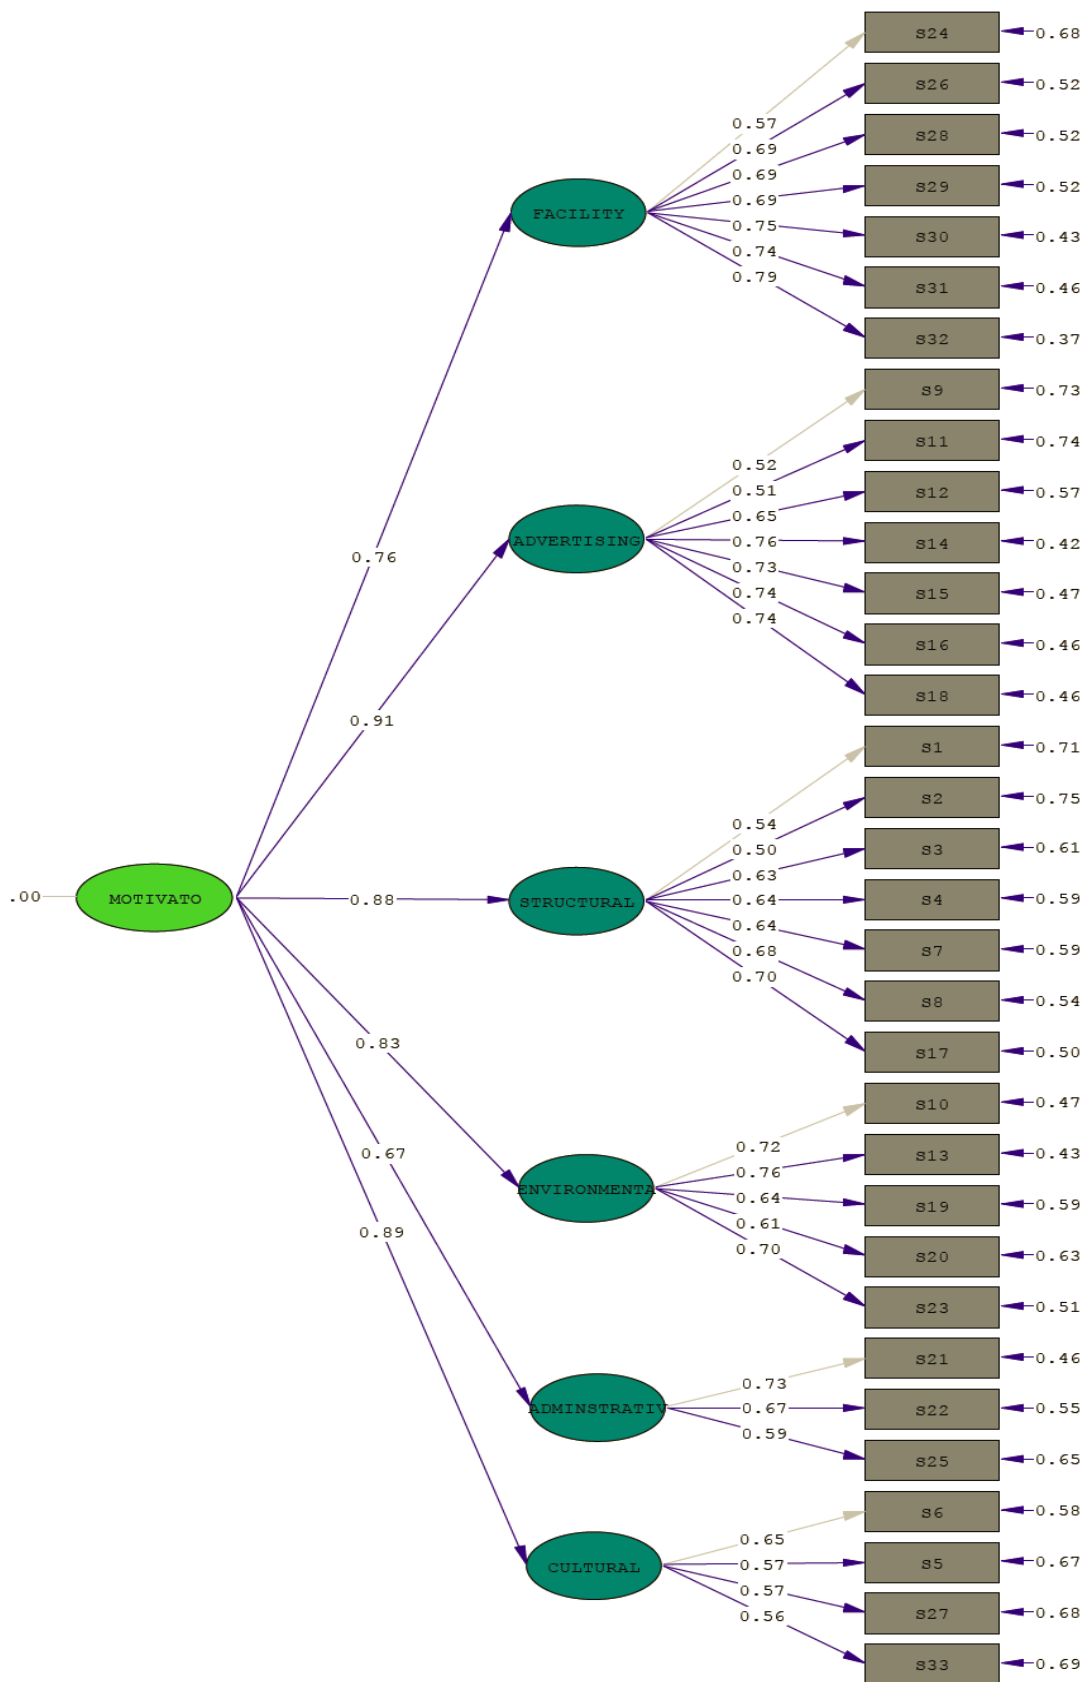 s24
0.68
s26
0.52
0.57
s28
0.52
0.69
0.69
s29
0.52
0.69
FACILITY
0.75
s30
0.43
0.74
0.79
s31
0.46
s32
0.37
s9
0.73
s11
0.74
0.52
0.51
s12
0.57
0.65
ADVERTISING
0.76
s14
0.42
0.76
0.73
0.74
s15
0.47
0.74
s16
0.46
s18
0.46
0.91
s1
0.71
s2
0.75
0.54
0.50
s3
0.61
0.63
.00
MOTIVATO
0.88
STRUCTURAL
0.64
s4
0.59
0.64
0.68
s7
0.59
0.70
s8
0.54
0.83
s17
0.50
s10
0.47
0.72
0.67
s13
0.43
0.76
ENVIRONMENTA
0.64
s19
0.59
0.61
0.89
0.70
s20
0.63
s23
0.51
s21
0.46
0.73
ADMINSTRATIV
0.67
s22
0.55
0.59
s25
0.65
s6
0.58
0.65
CULTURAL
0.57
s5
0.67
0.57
0.56
s27
0.68
s33
0.69